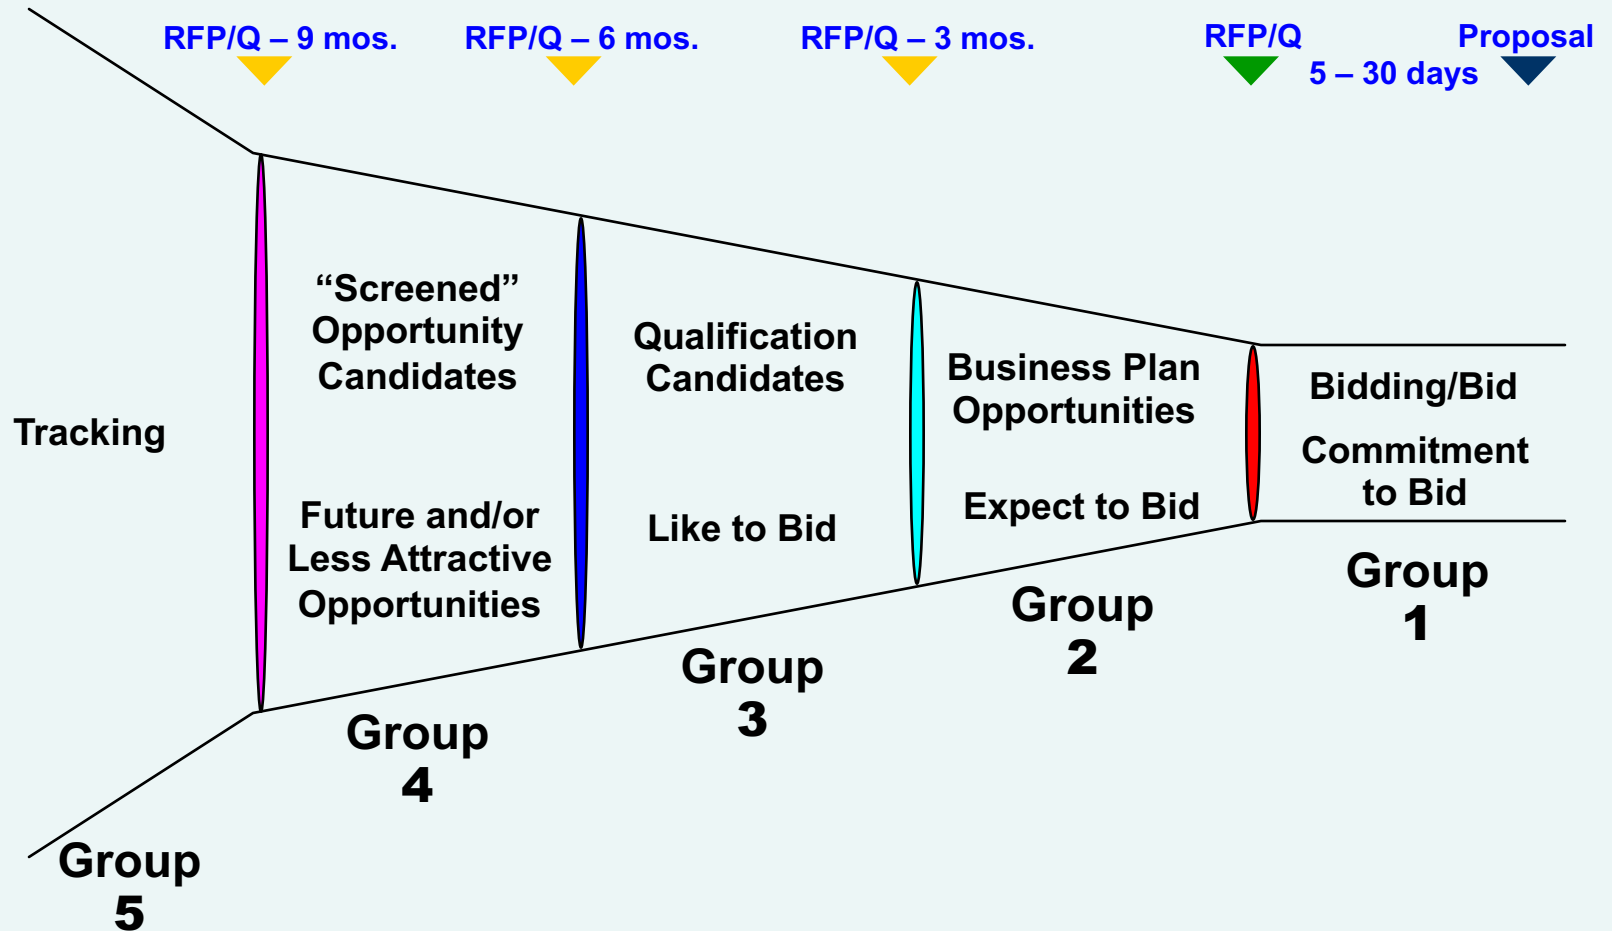 RFP/Q – 9 mos.
RFP/Q – 6 mos.
RFP/Q – 3 mos.
RFP/Q
5 – 30 days
Proposal
Tracking
“Screened”
Opportunity
Candidates
Future and/or
Less Attractive
Opportunities
Qualification
Candidates
Like to Bid
Business Plan
Opportunities
Expect to Bid
Bidding/Bid
Commitment
to Bid
Group
5
Group
4
Group
3
Group
2
Group
1